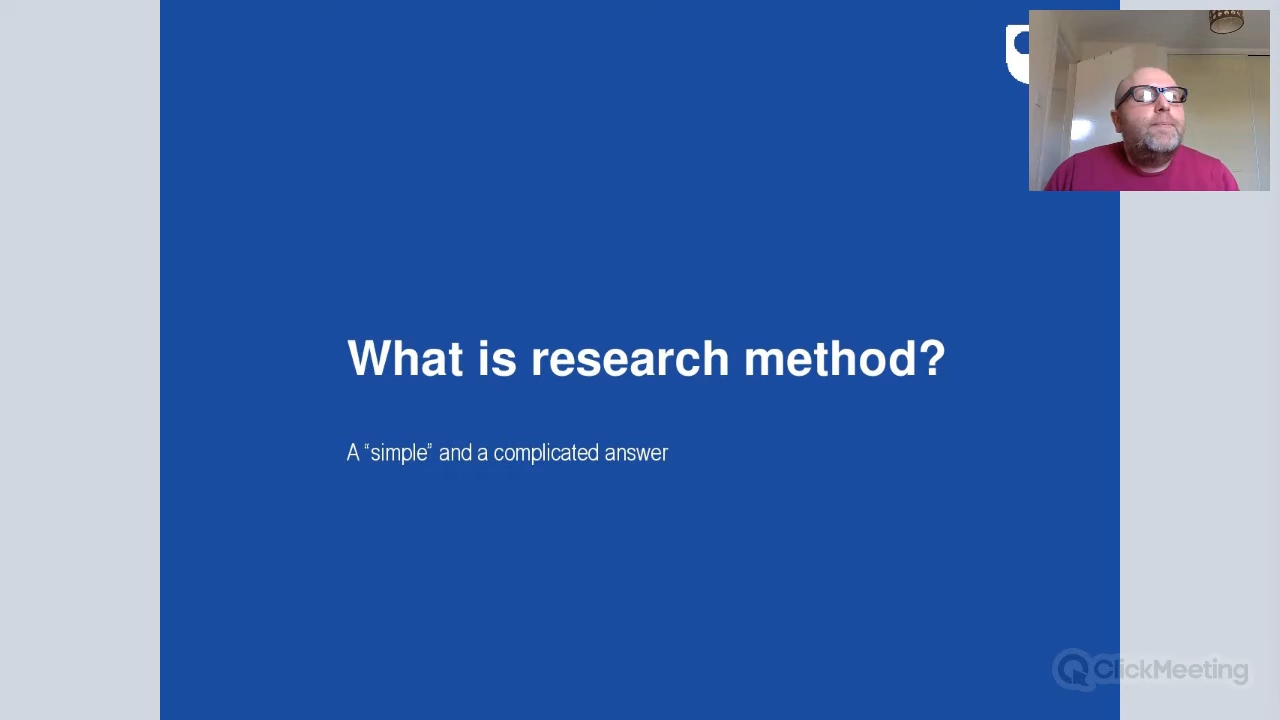 What is research method?
A “simple” and a complicated answer
ClickMeeting